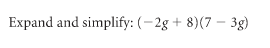 Expand and simplify: (−2g + 8)(7 − 3g)